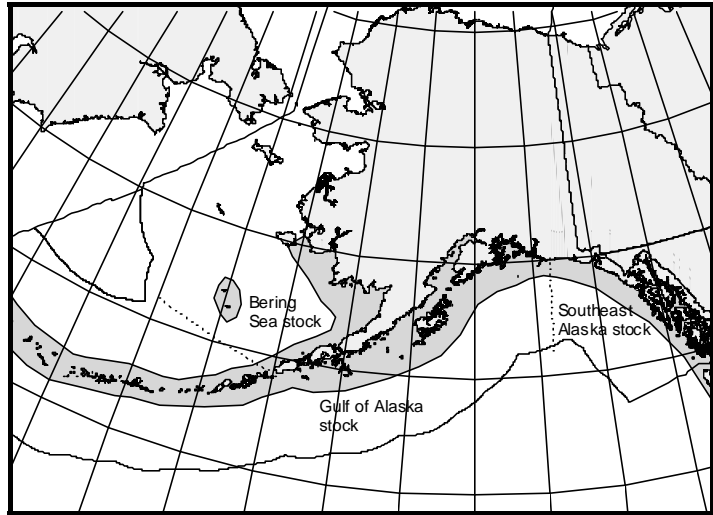 Bering
Sea stock
Southeast
Alaska stock
Gulf of Alaska
stock